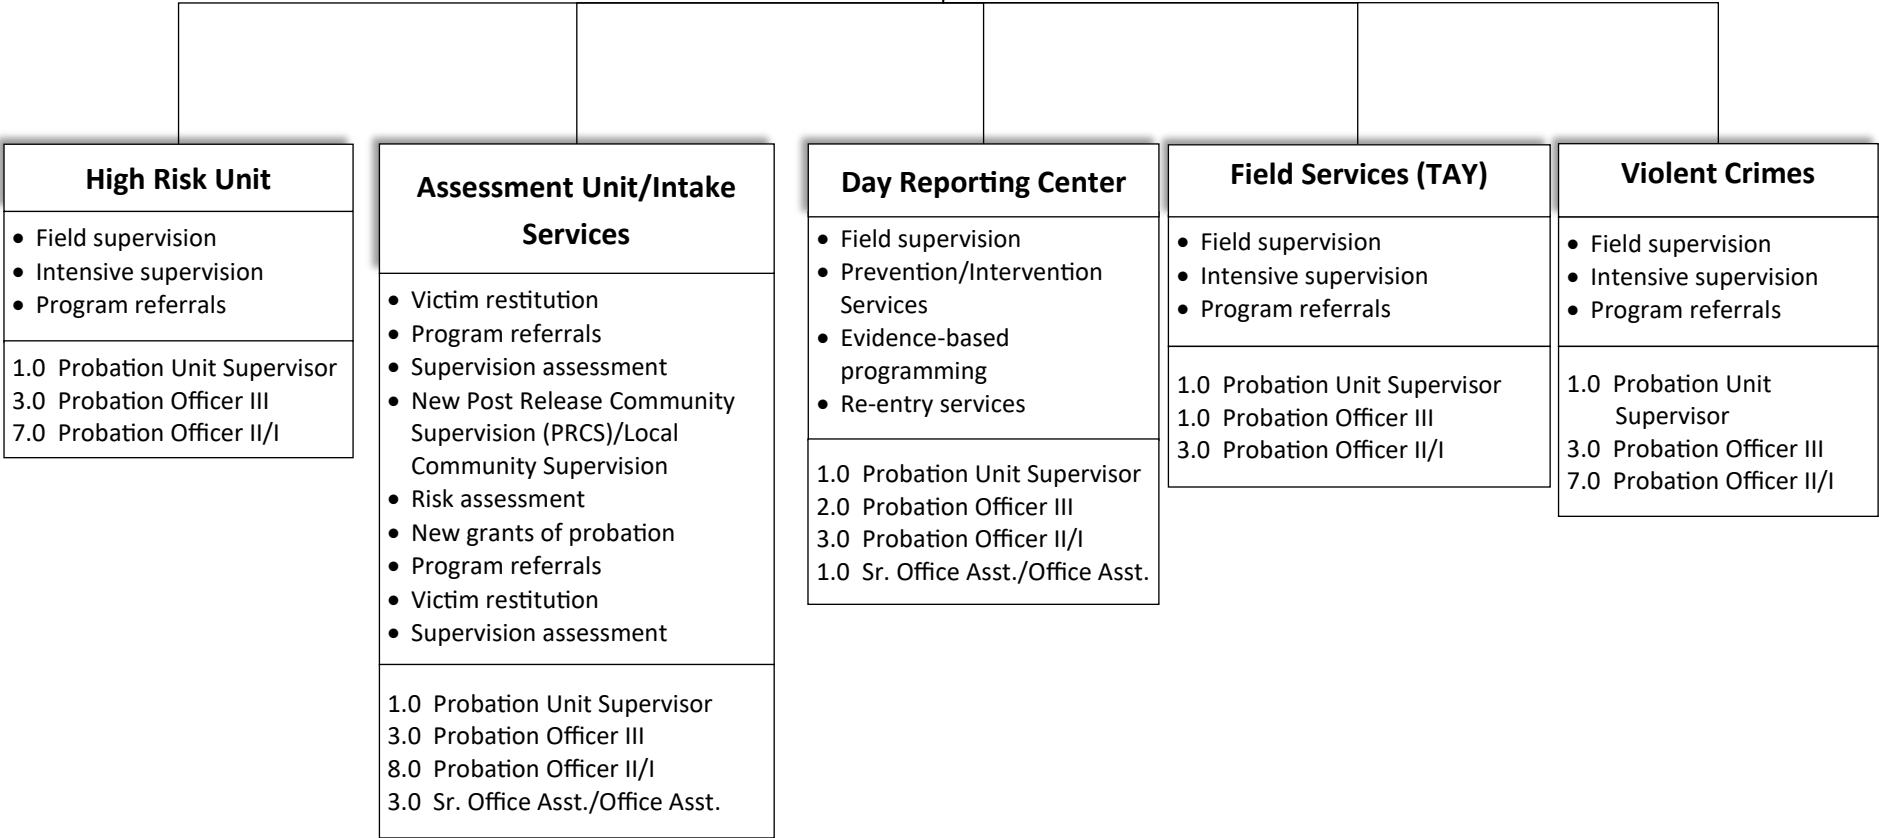 High Risk Unit
• Field supervision
• Intensive supervision
• Program referrals
1.0 Probation Unit Supervisor
3.0 Probation Officer III
7.0 Probation Officer II/I
Assessment Unit/Intake
Services
• Victim restitution
• Program referrals
• Supervision assessment
• New Post Release Community
Supervision (PRCS)/Local
Community Supervision
• Risk assessment
• New grants of probation
• Program referrals
• Victim restitution
• Supervision assessment
1.0 Probation Unit Supervisor
3.0 Probation Officer III
8.0 Probation Officer II/I
3.0 Sr. Office Asst./Office Asst.
Day Reporting Center
• Field supervision
• Prevention/Intervention
Services
• Evidence-based
programming
• Re-entry services
1.0 Probation Unit Supervisor
2.0 Probation Officer III
3.0 Probation Officer II/I
1.0 Sr. Office Asst./Office Asst.
Field Services (TAY)
• Field supervision
• Intensive supervision
• Program referrals
1.0 Probation Unit Supervisor
1.0 Probation Officer III
3.0 Probation Officer II/I
Violent Crimes
• Field supervision
• Intensive supervision
• Program referrals
1.0 Probation Unit
Supervisor
3.0 Probation Officer III
7.0 Probation Officer II/I